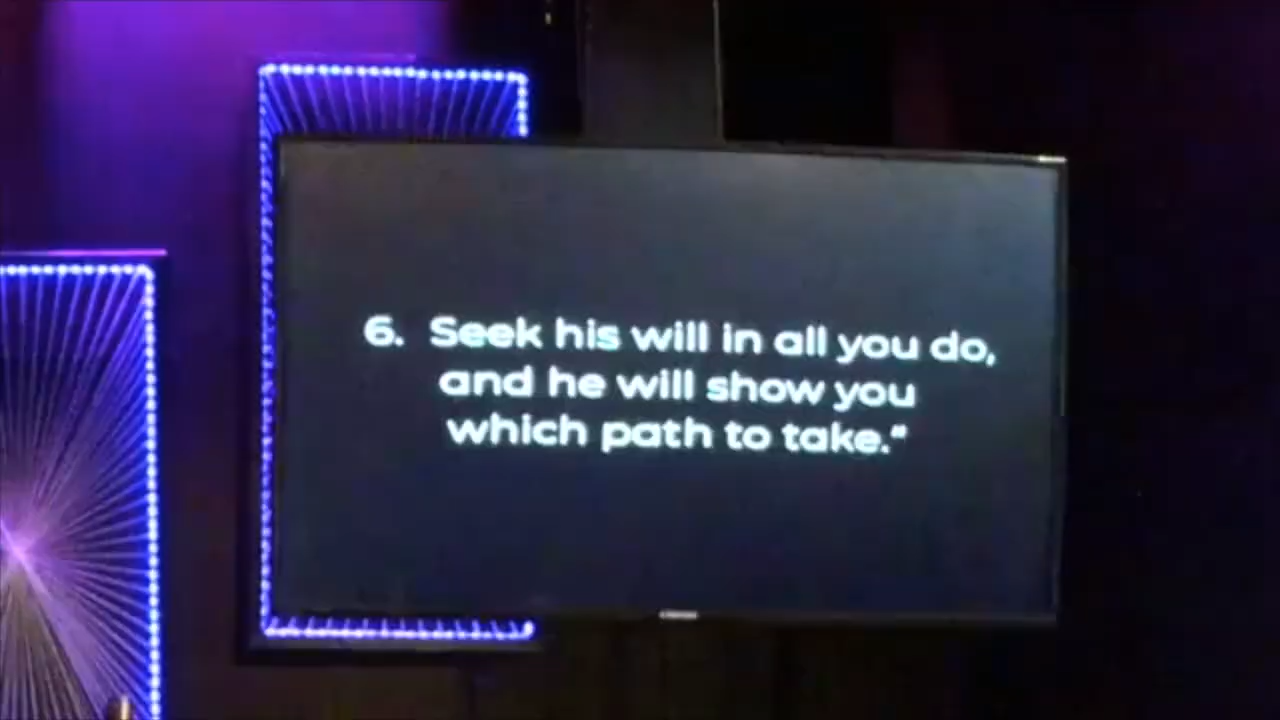 6. Seek his will in all you do,
and he will show you
which path to take."